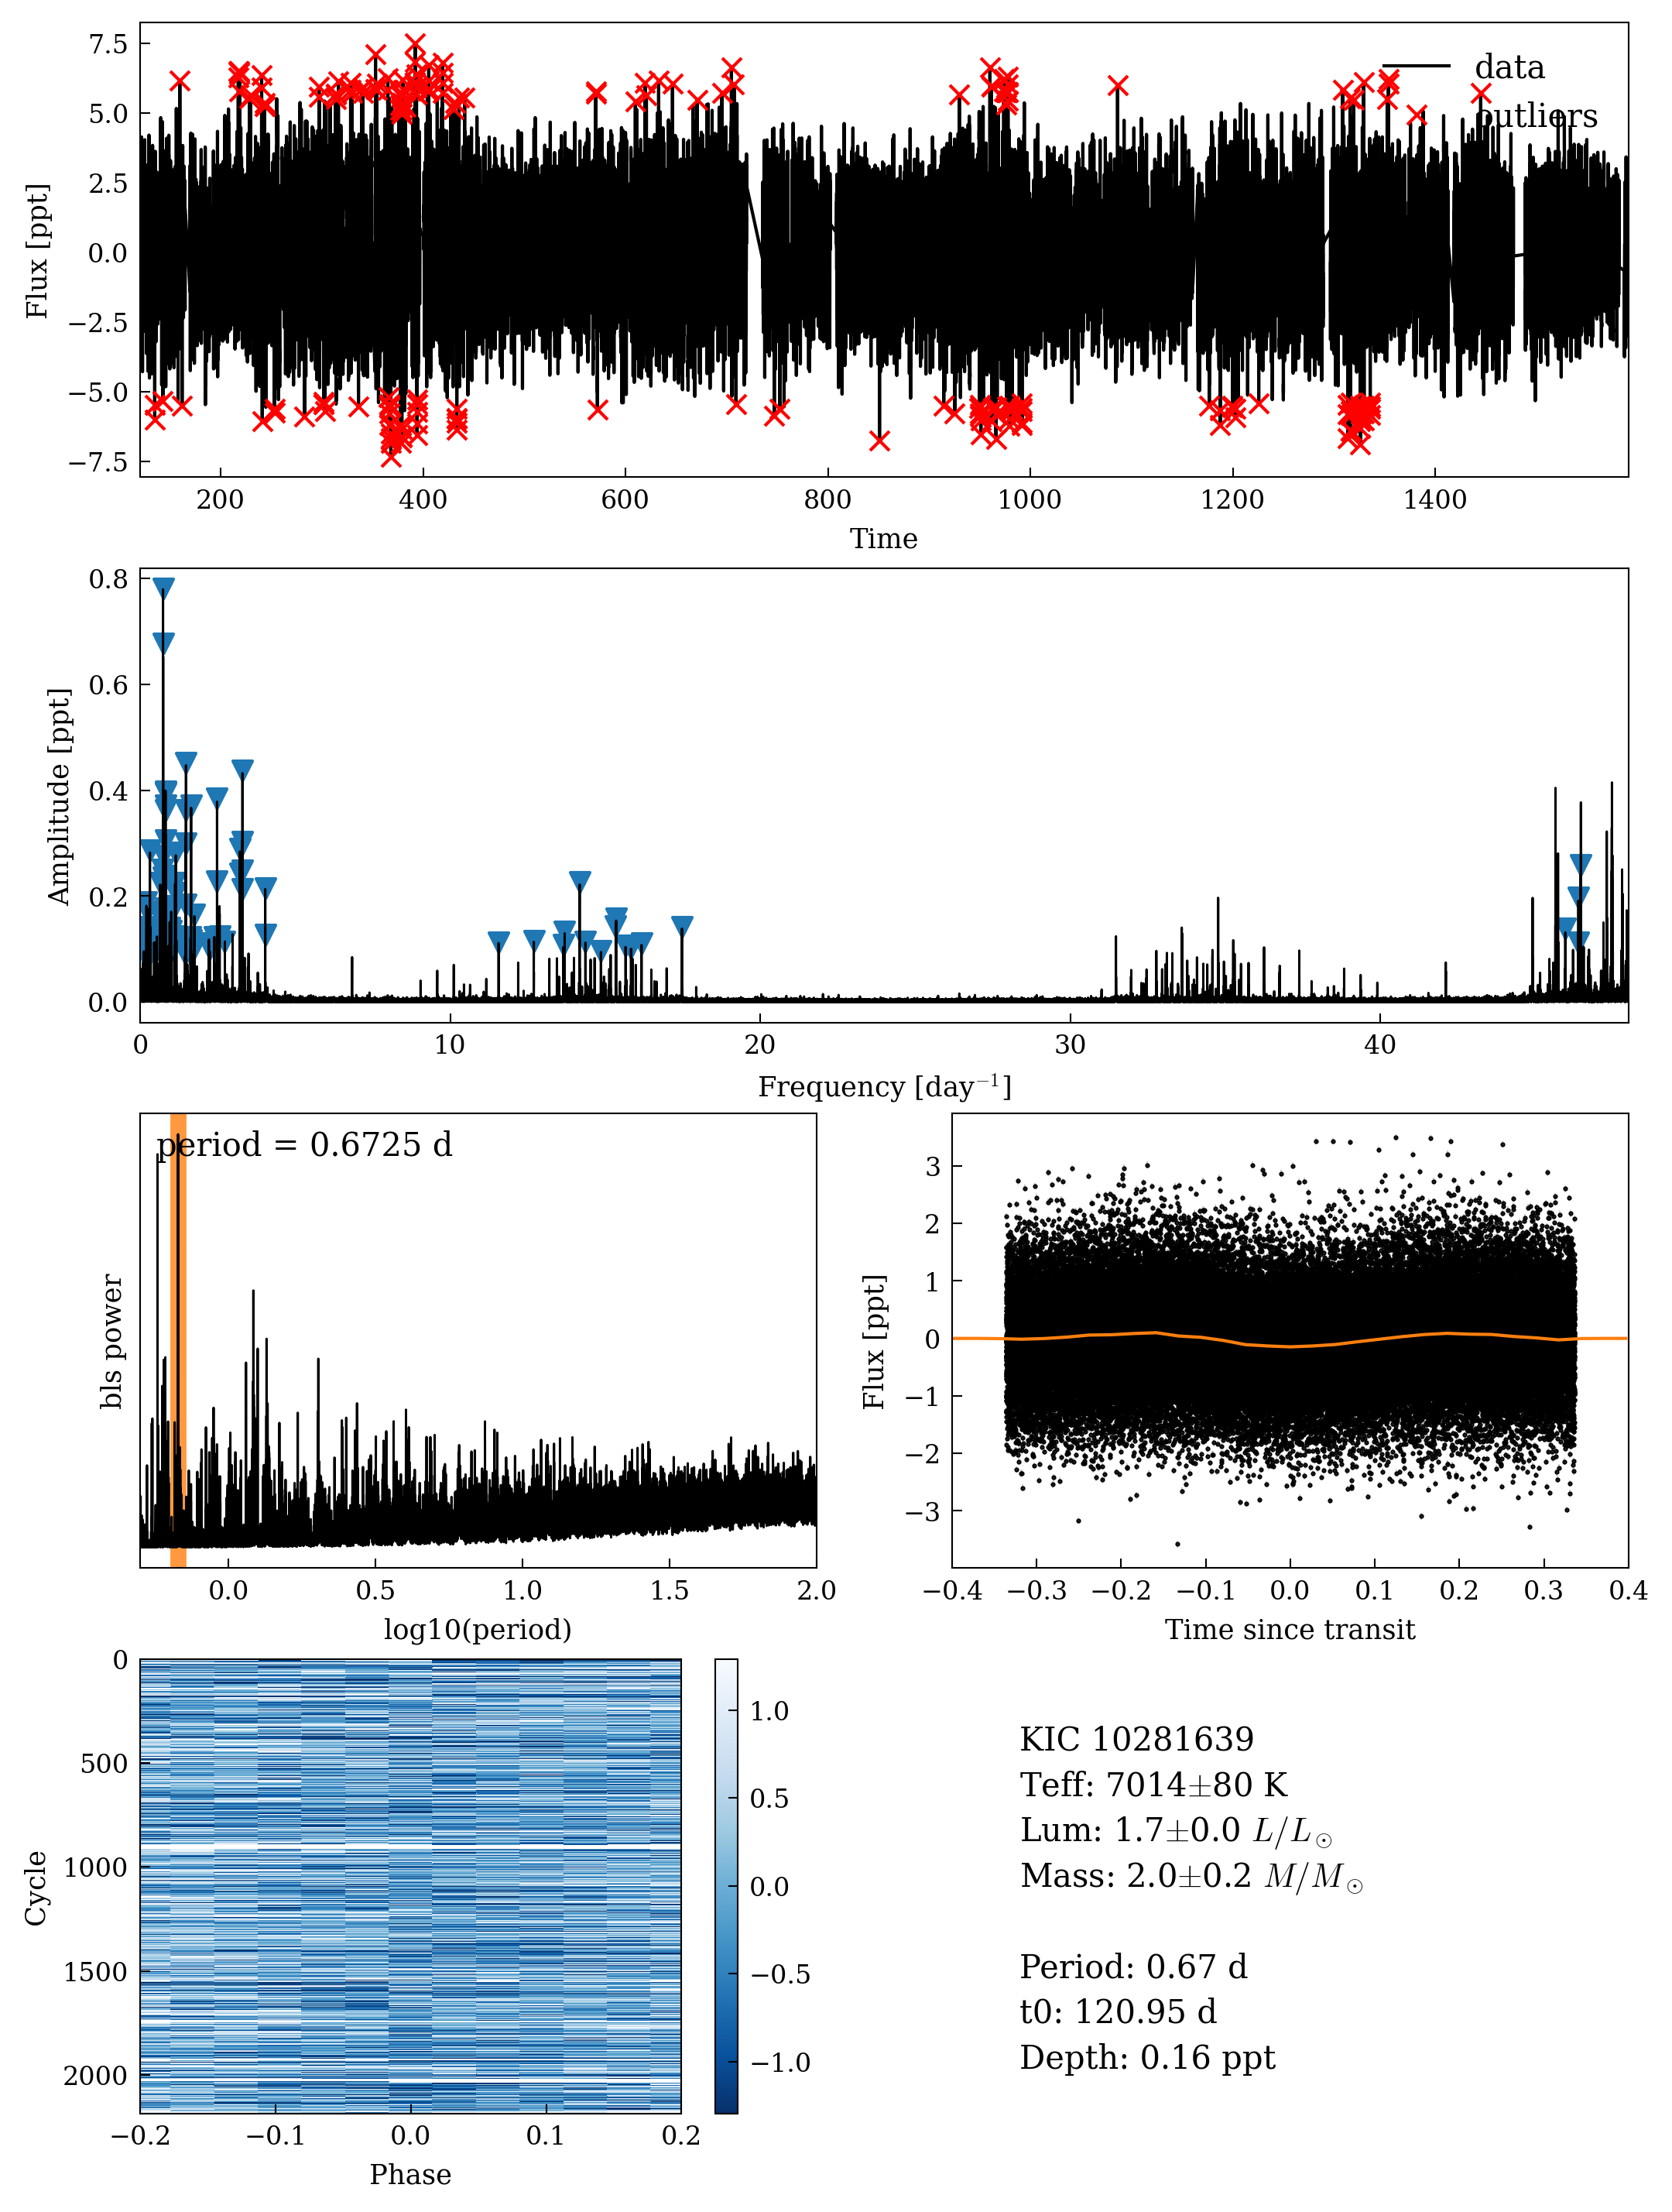 7.5
5.0
2.5
0.0
−2.5
−5.0
−7.5
Flux [ppt]
data
outliers
200 400 600 800 1000 1200 1400
Time
0.8
0.6
0.4
0.2
0.0
Amplitude [ppt]
0 10 20 30 40
Frequency [day⁻¹]
period = 0.6725 d
bls power
0.0 0.5 1.0 1.5 2.0
log10(period)
3
2
1
0
−1
−2
−3
Flux [ppt]
−0.4 −0.3 −0.2 −0.1 0.0 0.1 0.2 0.3 0.4
Time since transit
0
500
1000
1500
2000
Cycle
−0.2 −0.1 0.0 0.1 0.2
Phase
1.0
0.5
0.0
−0.5
−1.0
KIC 10281639
Teff: 7014±80 K
Lum: 1.7±0.0 L/L☉
Mass: 2.0±0.2 M/M☉
Period: 0.67 d
t0: 120.95 d
Depth: 0.16 ppt